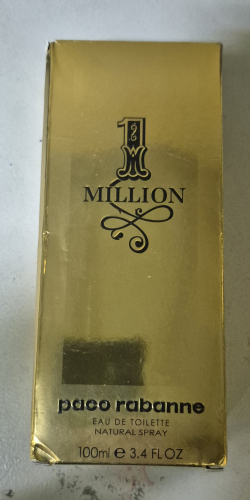 1
MILLION
paco rabanne
EAU DE TOILETTE
NATURAL SPRAY
100ml e 3.4 FL OZ